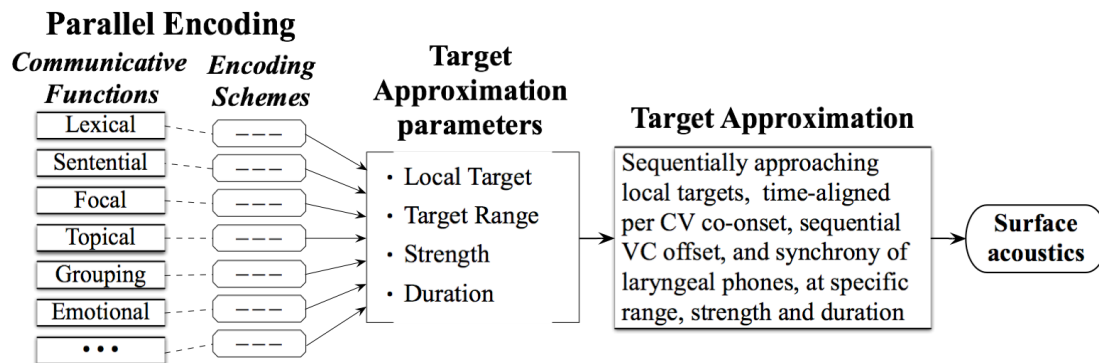 Parallel Encoding
Communicative
Functions
Encoding
Schemes
Lexical
Sentential
Focal
Topical
Grouping
Emotional
• • •
– – –
– – –
– – –
– – –
– – –
– – –
– – –
Target
Approximation
parameters
• Local Target
• Target Range
• Strength
• Duration
Target Approximation
Sequentially approaching
local targets, time-aligned
per CV co-onset, sequential
VC offset, and synchrony of
laryngeal phones, at specific
range, strength and duration
Surface
acoustics